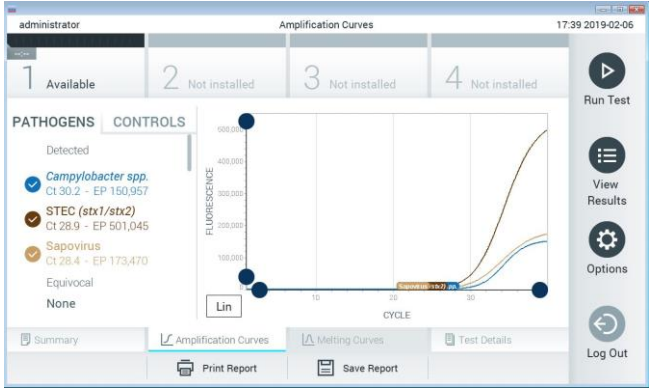 administrator
Amplification Curves
17:39 2019-02-06
--:--
1 Available
2 Not installed
3 Not installed
4 Not installed
Run Test
View
Results
Options
Log Out
PATHOGENS
CONTROLS
Detected
Campylobacter spp.
Ct 30.2 - EP 150,957
STEC (stx1/stx2)
Ct 28.9 - EP 501,045
Sapovirus
Ct 28.4 - EP 173,470
Equivocal
None
FLUORESCENCE
500,000
400,000
300,000
200,000
100,000
Sapovirus
stx2)
pp.
10
20
30
CYCLE
Lin
Summary
Amplification Curves
Melting Curves
Test Details
Print Report
Save Report